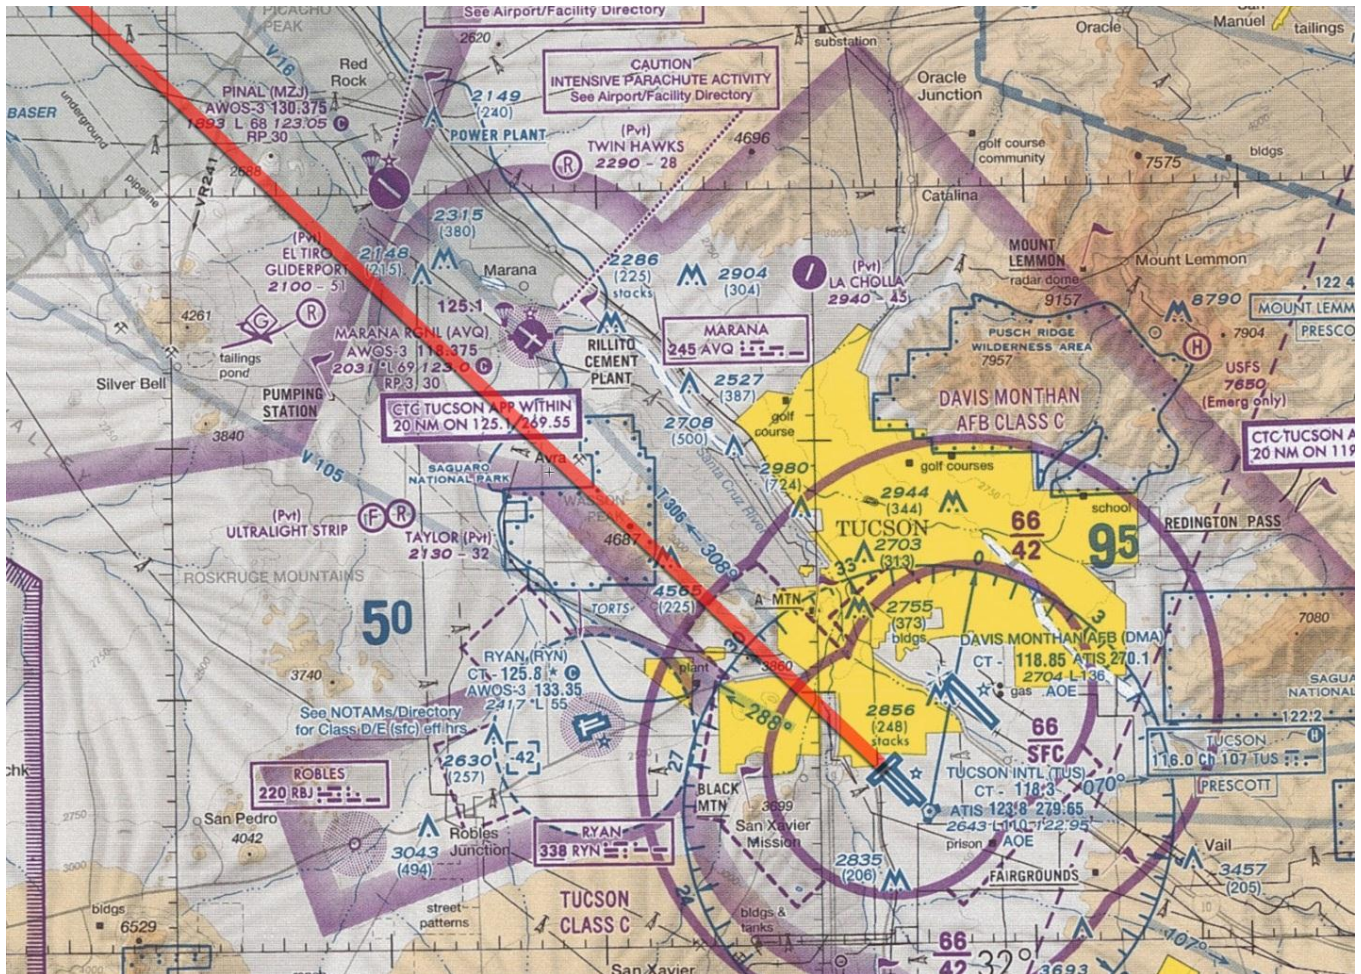 See Airport/Facility Directory
PICACHO
PEAK
2620
V 16
Red
Rock
substation
Oracle
San
Manuel
tailings
CAUTION
INTENSIVE PARACHUTE ACTIVITY
See Airport/Facility Directory
Oracle
Junction
BASER
underground
pipeline
VR241
PINAL (MZJ)
AWOS-3 130.375
1893 L 68 123.05 C
RP 30
2149
(240)
POWER PLANT
(Pvt)
TWIN HAWKS
2290 - 28
R
4696
golf course
community
7575
bldgs
Catalina
2315
(380)
2148
(215)
(Pvt)
EL TIRO
GLIDERPORT
2100 - 51
R
G
4261
tailings
pond
Silver Bell
3840
PUMPING
STATION
Marana
125.1
MARANA RGNL (AVQ)
AWOS-3 118.375
2031 *L 69 123.0 C
RP 3, 30
2286
(225)
stacks
2904
(304)
(Pvt)
LA CHOLLA
2940 - 45
RILLITO
CEMENT
PLANT
MARANA
245 AVQ
MOUNT
LEMMON
radar dome
9157
Mount Lemmon
8790
7904
122.4
MOUNT LEMM
PRESCO
PUSCH RIDGE
WILDERNESS AREA
7957
H
USFS
7650
(Emerg only)
DAVIS MONTHAN
AFB CLASS C
CTC TUCSON APP WITHIN
20 NM ON 125.1/269.55
CTC TUCSON A
20 NM ON 119
2527
(387)
2708
(500)
2980
(724)
golf
course
golf courses
Santa Cruz River
V 105
Avra
SAGUARO
NATIONAL PARK
WASSON
PEAK
4687
T306
308°
2944
(344)
TUCSON
2703
(313)
66
42
95
school
REDINGTON PASS
(Pvt)
ULTRALIGHT STRIP
F
R
TAYLOR (Pvt)
2130 - 32
ROSKRUGE MOUNTAINS
50
4565
(225)
TORTS
A MTN
33
0
3
30
27
24
2755
(373)
bldgs
7080
DAVIS MONTHAN AFB (DMA)
CT - 118.85 ATIS 270.1
2704 L 136
AOE
gas
SAGUA
NATIONAL
122.2
RYAN (RYN)
CT - 125.8 * C
AWOS-3 133.35
2417 *L 55
plant
3860
288°
3740
See NOTAMs/Directory
for Class D/E (sfc) eff hrs
2630
(257)
42
2856
(248)
stacks
66
SFC
TUCSON
116.0 Ch 107 TUS
H
PRESCOTT
070°
TUCSON INTL (TUS)
CT - 118.3
ATIS 123.8 279.65
2643 L 110 122.95
AOE
prison
ROBLES
220 RBJ
San Pedro
4042
3043
(494)
Robles
Junction
RYAN
338 RYN
BLACK
MTN
3699
San Xavier
Mission
2835
(206)
FAIRGROUNDS
Vail
3457
(205)
TUCSON
CLASS C
bldgs
6529
street
patterns
bldgs &
tanks
San Xavier
66
42
32°
3693
107°
2750
3000